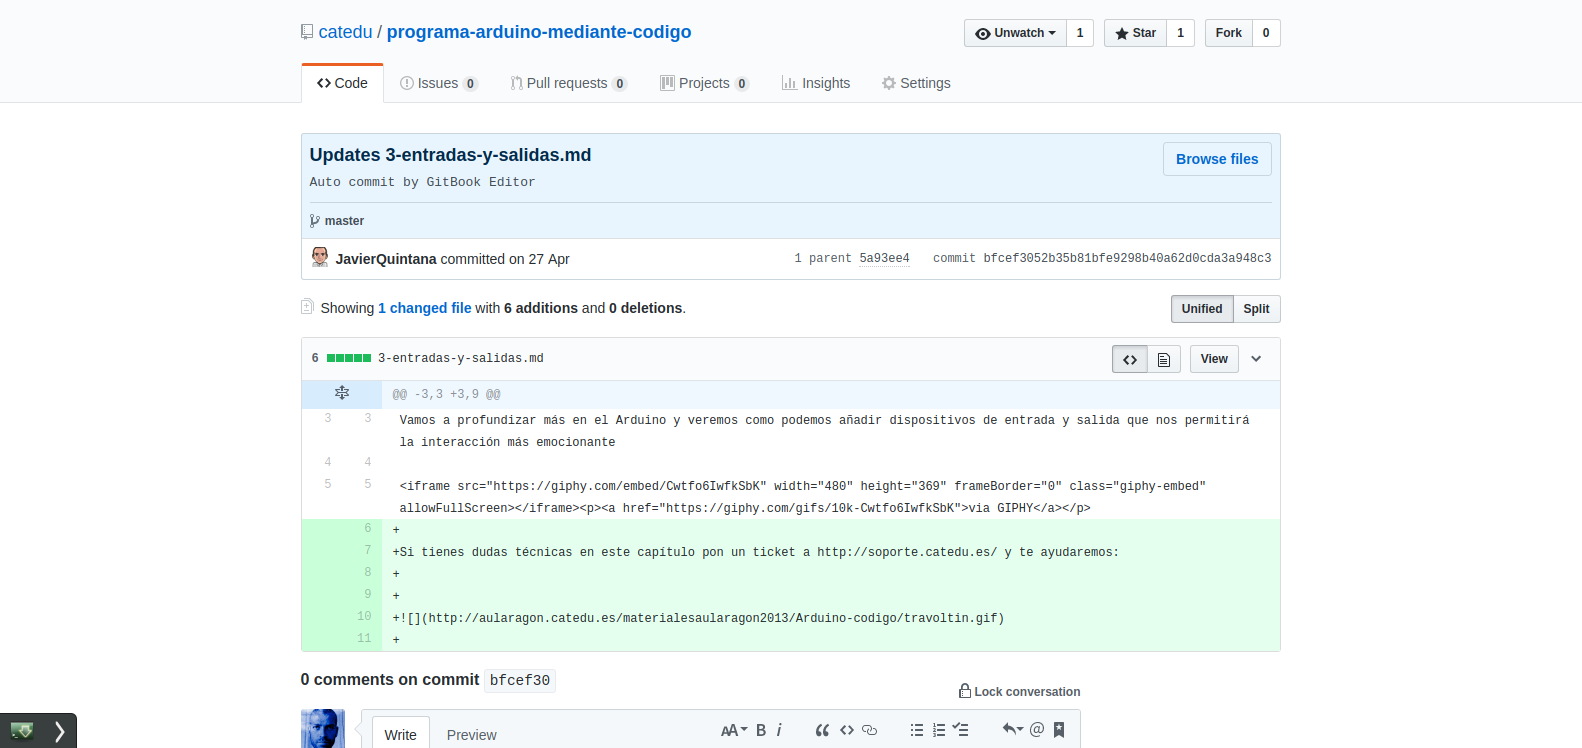 catedu / programa-arduino-mediante-codigo
Unwatch 1 Star 1 Fork 0
Code Issues 0 Pull requests 0 Projects 0 Insights Settings
Updates 3-entradas-y-salidas.md
Browse files
Auto commit by GitBook Editor
master
JavierQuintana committed on 27 Apr 1 parent 5a93ee4 commit bfcef3052b35b81bfe9298b40a62d0cda3a948c3
Showing 1 changed file with 6 additions and 0 deletions.
Unified Split
6 3-entradas-y-salidas.md View
@@ -3,3 +3,9 @@
3 3 Vamos a profundizar más en el Arduino y veremos como podemos añadir dispositivos de entrada y salida que nos permitirá
la interacción más emocionante
4 4
5 5 <iframe src="https://giphy.com/embed/Cwtfo6IwfkSbK" width="480" height="369" frameBorder="0" class="giphy-embed"
allowFullScreen></iframe><p><a href="https://giphy.com/gifs/10k-Cwtfo6IwfkSbK">via GIPHY</a></p>
6 +
7 +Si tienes dudas técnicas en este capítulo pon un ticket a http://soporte.catedu.es/ y te ayudaremos:
8 +
9 +
10 +![](http://aularagon.catedu.es/materialesaularagon2013/Arduino-codigo/travoltin.gif)
11 +
0 comments on commit bfcef30
Lock conversation
Write Preview AA B i